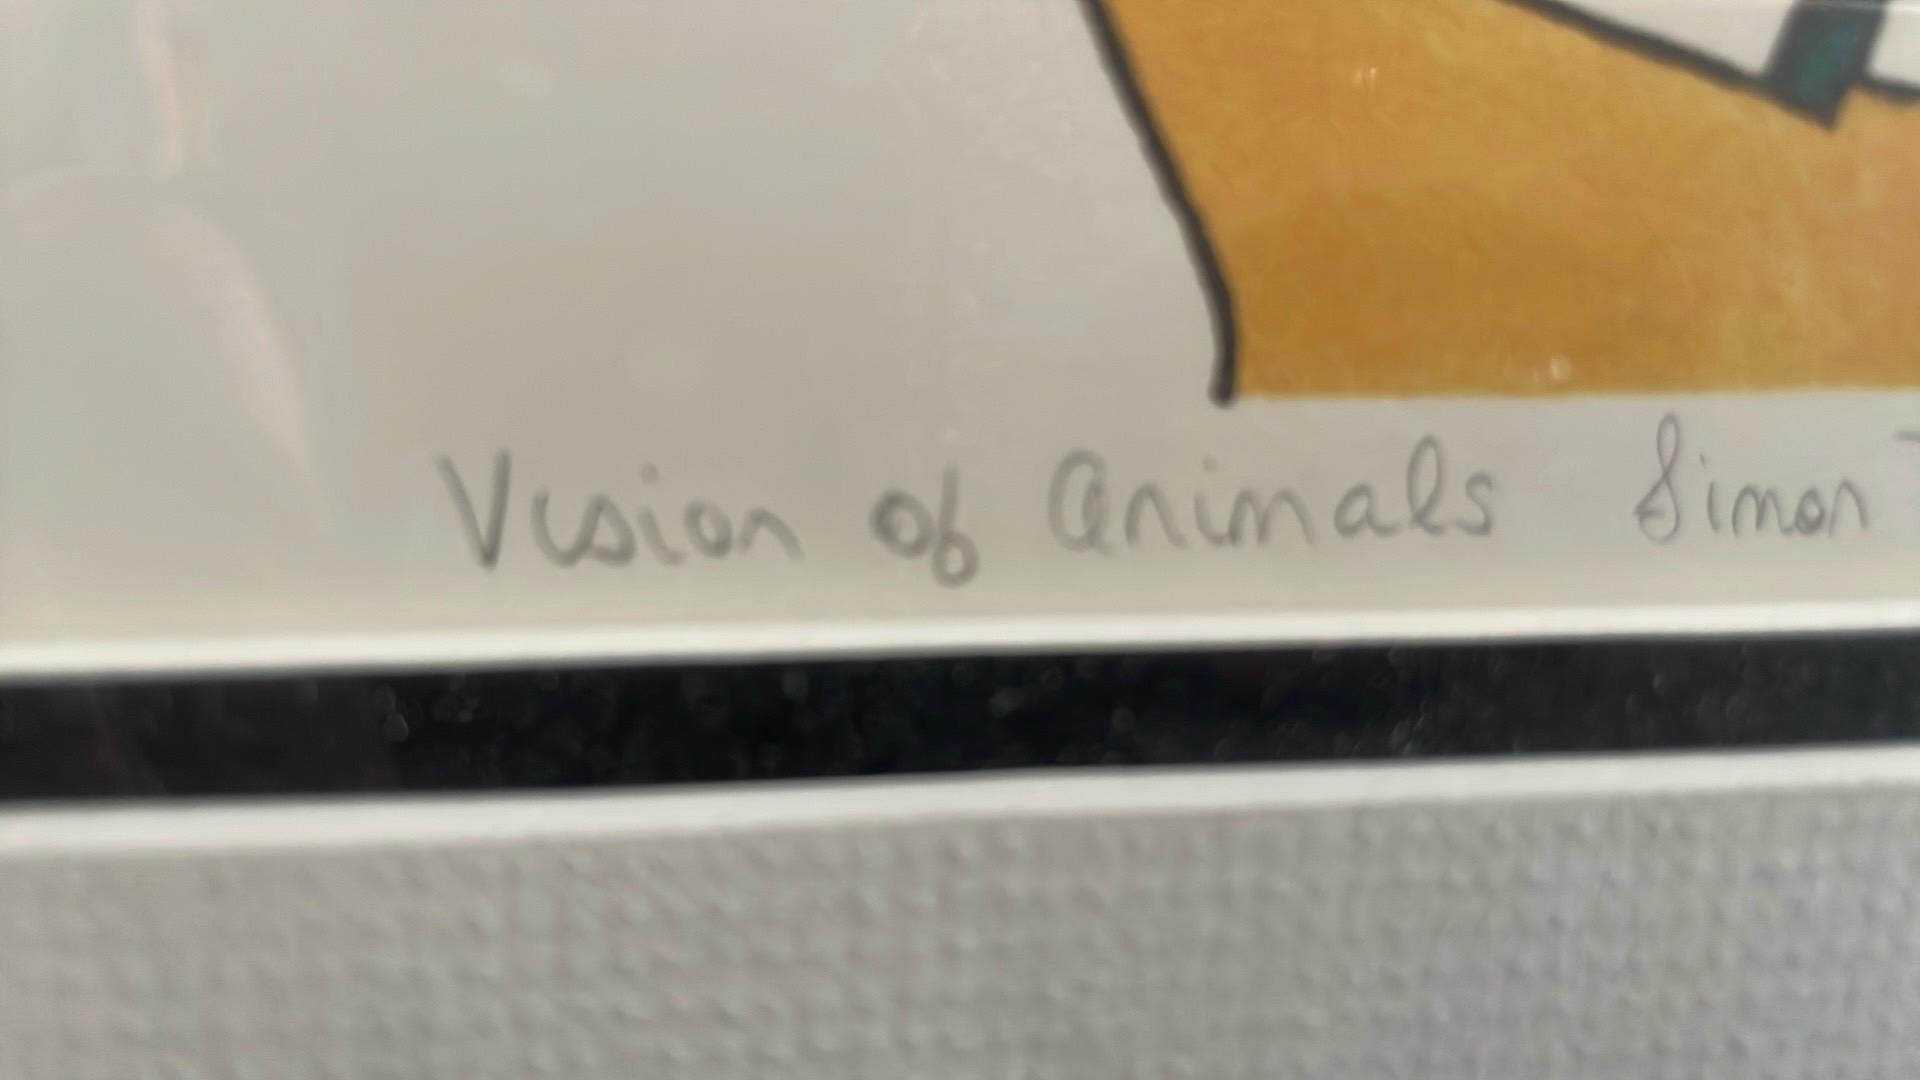 Vision of Animals Simon